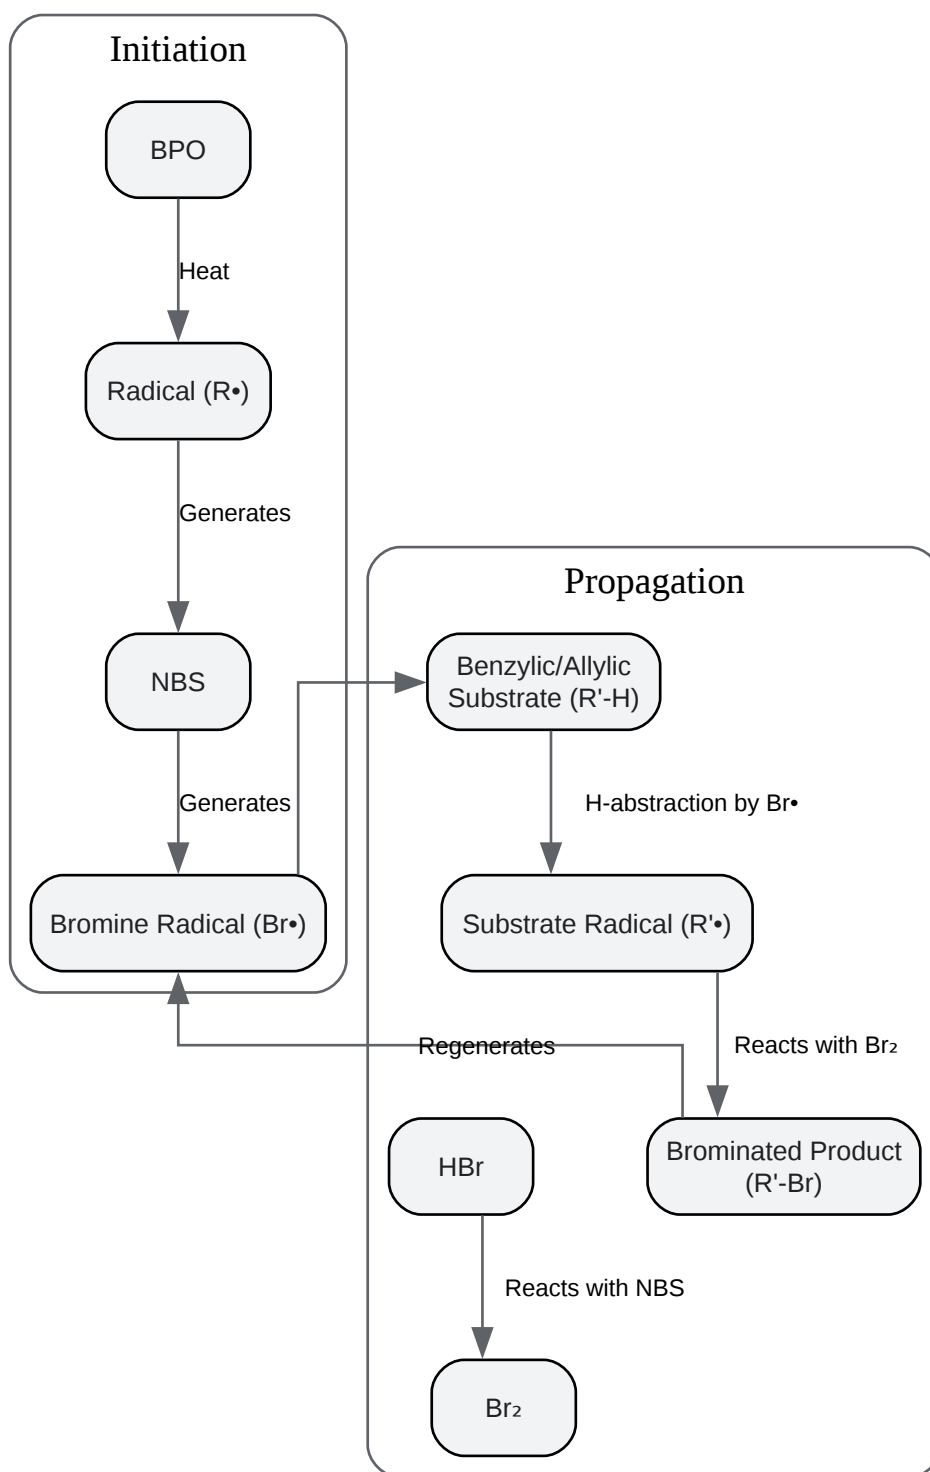 Initiation
BPO
Heat
Radical (R•)
Generates
NBS
Generates
Bromine Radical (Br•)
Propagation
Benzylic/Allylic
Substrate (R'-H)
H-abstraction by Br•
Substrate Radical (R'•)
Regenerates
Reacts with Br₂
HBr
Brominated Product
(R'-Br)
Reacts with NBS
Br₂